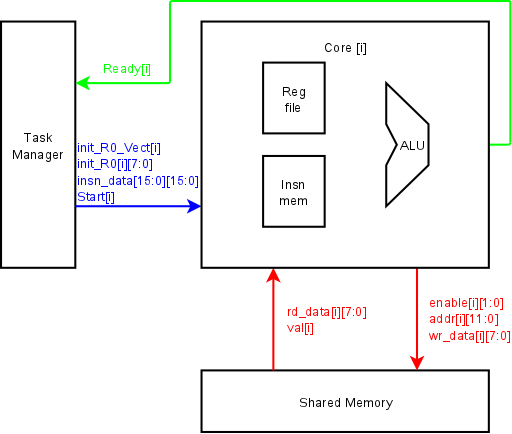 Ready[i]
Core [i]
Reg
file
Task
Manager
ALU
init_R0_Vect[i]
init_R0[i][7:0]
insn_data[15:0][15:0]
Start[i]
Insn
mem
rd_data[i][7:0]
val[i]
enable[i][1:0]
addr[i][11:0]
wr_data[i][7:0]
Shared Memory